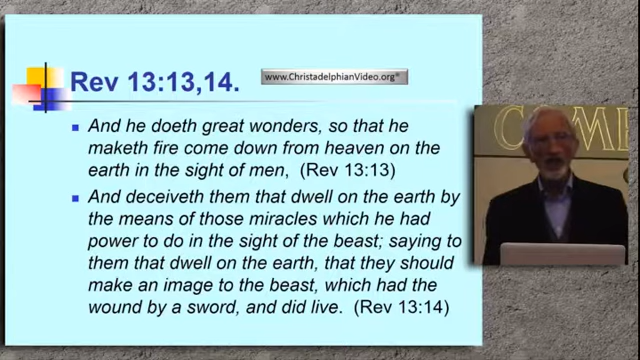 Rev 13:13,14.
www.ChristadelphianVideo.org®
And he doeth great wonders, so that he
maketh fire come down from heaven on the
earth in the sight of men, (Rev 13:13)
And deceiveth them that dwell on the earth by
the means of those miracles which he had
power to do in the sight of the beast; saying to
them that dwell on the earth, that they should
make an image to the beast, which had the
wound by a sword, and did live. (Rev 13:14)
COME